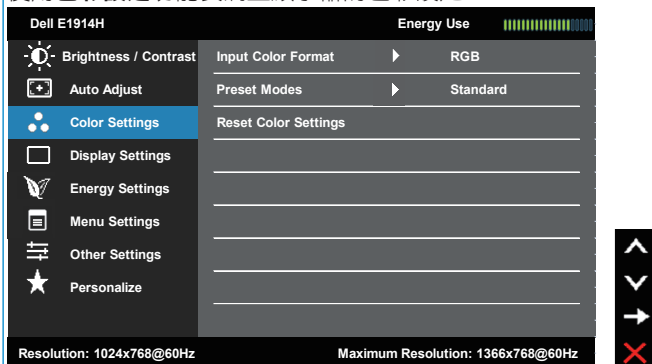 Dell E1914H Energy Use
Brightness / Contrast Input Color Format RGB
Auto Adjust Preset Modes Standard
Color Settings Reset Color Settings
Display Settings
Energy Settings
Menu Settings
Other Settings
Personalize
Resolution: 1024x768@60Hz Maximum Resolution: 1366x768@60Hz